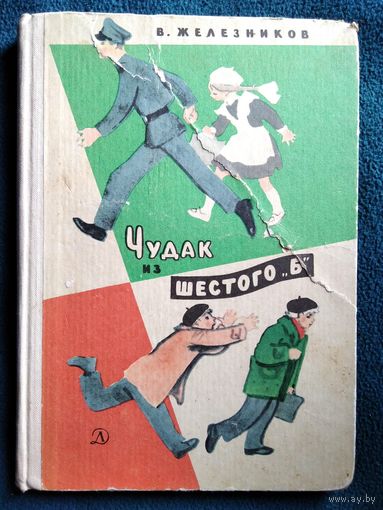 В. ЖЕЛЕЗНИКОВ
ЧУДАК
ИЗ
ШЕСТОГО „Б"
Д
www.ay.by